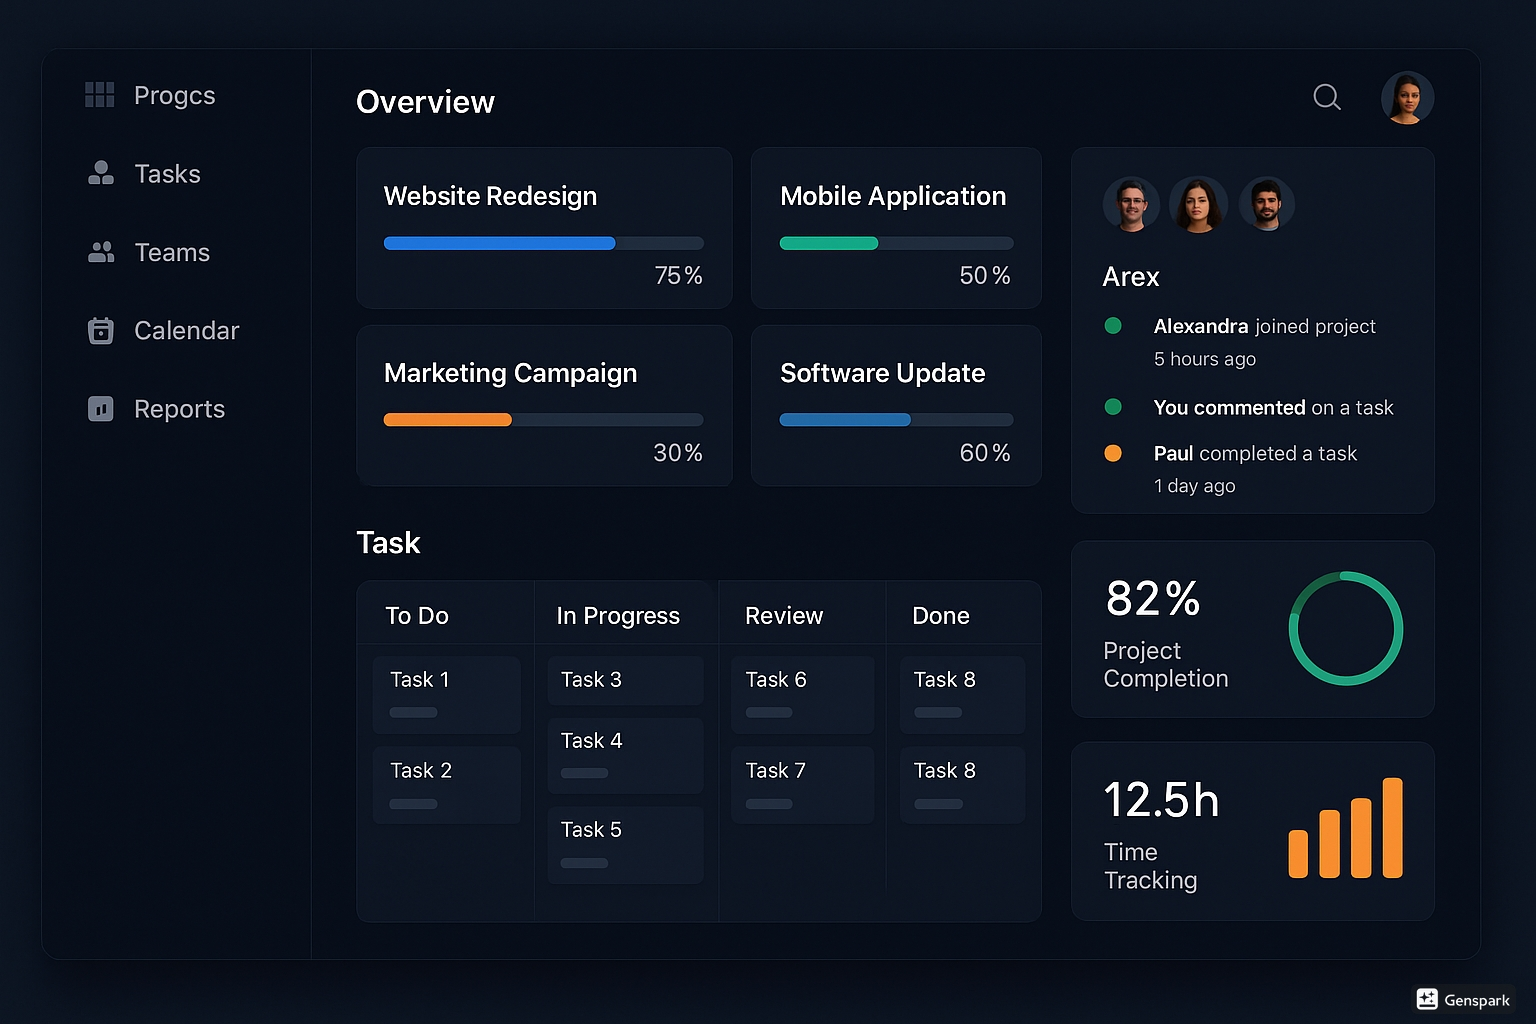 Progcs
Tasks
Teams
Calendar
Reports
Overview
Website Redesign
75%
Mobile Application
50%
Marketing Campaign
30%
Software Update
60%
Arex
Alexandra joined project
5 hours ago
You commented on a task
Paul completed a task
1 day ago
Task
To Do
Task 1
Task 2
In Progress
Task 3
Task 4
Task 5
Review
Task 6
Task 7
Done
Task 8
Task 8
82%
Project
Completion
12.5h
Time
Tracking
Genspark